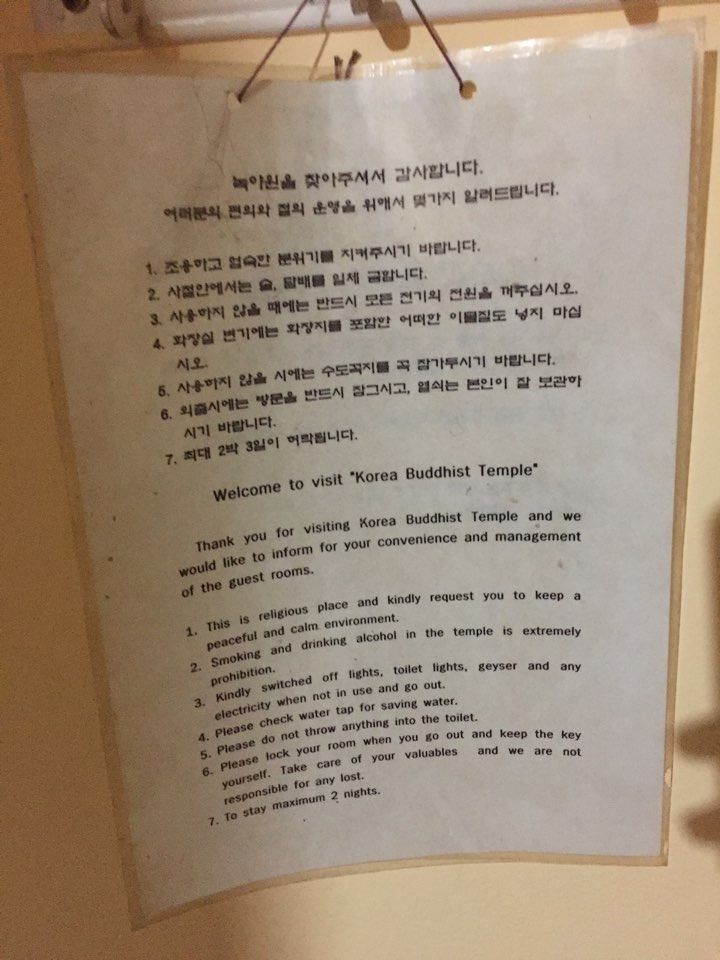 녹야원을 찾아주셔서 감사합니다.
여러분의 편의와 절의 운영을 위해서 몇가지 알려드립니다.
1. 조용하고 엄숙한 분위기를 지켜주시기 바랍니다.
2. 사절안에서는 술, 담배를 일체 금합니다.
3. 사용하지 않을 때에는 반드시 모든 전기의 전원을 꺼주십시오.
4. 화장실 변기에는 화장지를 포함한 어떠한 이물질도 넣지 마십
시오.
5. 사용하지 않을 시에는 수도꼭지를 꼭 잠가두시기 바랍니다.
6. 외출시에는 방문을 반드시 잠그시고, 열쇠는 본인이 잘 보관하
시기 바랍니다.
7. 최대 2박 3일이 허락됩니다.
Welcome to visit "Korea Buddhist Temple"
Thank you for visiting Korea Buddhist Temple and we
would like to inform for your convenience and management
of the guest rooms.
1. This is religious place and kindly request you to keep a
peaceful and calm environment.
2. Smoking and drinking alcohol in the temple is extremely
prohibition.
3. Kindly switched off lights, toilet lights, geyser and any
electricity when not in use and go out.
4. Please check water tap for saving water.
5. Please do not throw anything into the toilet.
6. Please lock your room when you go out and keep the key
yourself. Take care of your valuables and we are not
responsible for any lost.
7. To stay maximum 2 nights.